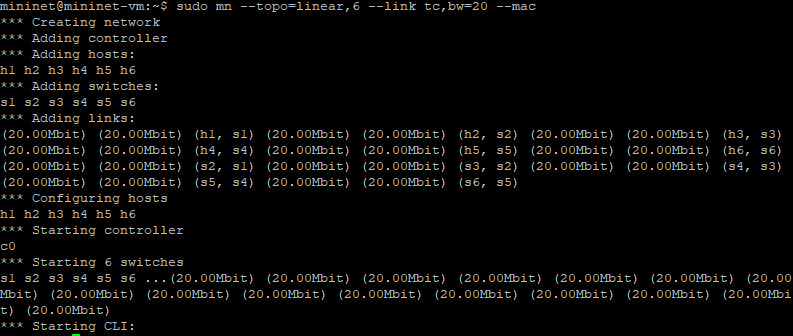 mininet@mininet-vm:~$ sudo mn --topo=linear,6 --link tc,bw=20 --mac
*** Creating network
*** Adding controller
*** Adding hosts:
h1 h2 h3 h4 h5 h6
*** Adding switches:
s1 s2 s3 s4 s5 s6
*** Adding links:
(20.00Mbit) (20.00Mbit) (h1, s1) (20.00Mbit) (20.00Mbit) (h2, s2) (20.00Mbit) (20.00Mbit) (h3, s3)
(20.00Mbit) (20.00Mbit) (h4, s4) (20.00Mbit) (20.00Mbit) (h5, s5) (20.00Mbit) (20.00Mbit) (h6, s6)
(20.00Mbit) (20.00Mbit) (s2, s1) (20.00Mbit) (20.00Mbit) (s3, s2) (20.00Mbit) (20.00Mbit) (s4, s3)
(20.00Mbit) (20.00Mbit) (s5, s4) (20.00Mbit) (20.00Mbit) (s6, s5)
*** Configuring hosts
h1 h2 h3 h4 h5 h6
*** Starting controller
c0
*** Starting 6 switches
s1 s2 s3 s4 s5 s6 ...(20.00Mbit) (20.00Mbit) (20.00Mbit) (20.00Mbit) (20.00Mbit) (20.00Mbit) (20.00
Mbit) (20.00Mbit) (20.00Mbit) (20.00Mbit) (20.00Mbit) (20.00Mbit) (20.00Mbit) (20.00Mbit) (20.00Mbi
t) (20.00Mbit)
*** Starting CLI: